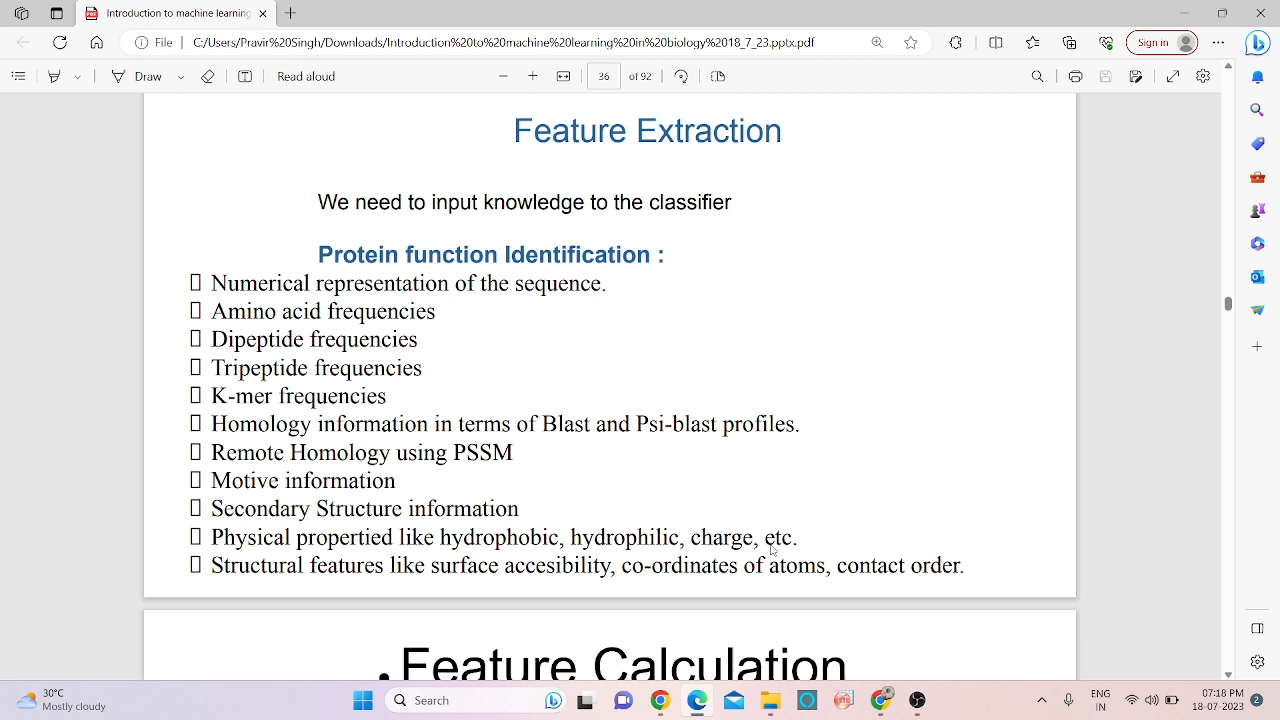 Introduction to machine learning
File
C:/Users/Pravir%20Singh/Downloads/Introduction%20to%20machine%20learning%20in%20biology%2018_7_23.pptx.pdf
Sign in
Draw
Read aloud
36 of 92
Feature Extraction
We need to input knowledge to the classifier
Protein function Identification :
Numerical representation of the sequence.
Amino acid frequencies
Dipeptide frequencies
Tripeptide frequencies
K-mer frequencies
Homology information in terms of Blast and Psi-blast profiles.
Remote Homology using PSSM
Motive information
Secondary Structure information
Physical propertied like hydrophobic, hydrophilic, charge, etc.
Structural features like surface accesibility, co-ordinates of atoms, contact order.
• Feature Calculation
30°C
Mostly cloudy
Search
ENG
IN
07:18 PM
18-07-2023
2